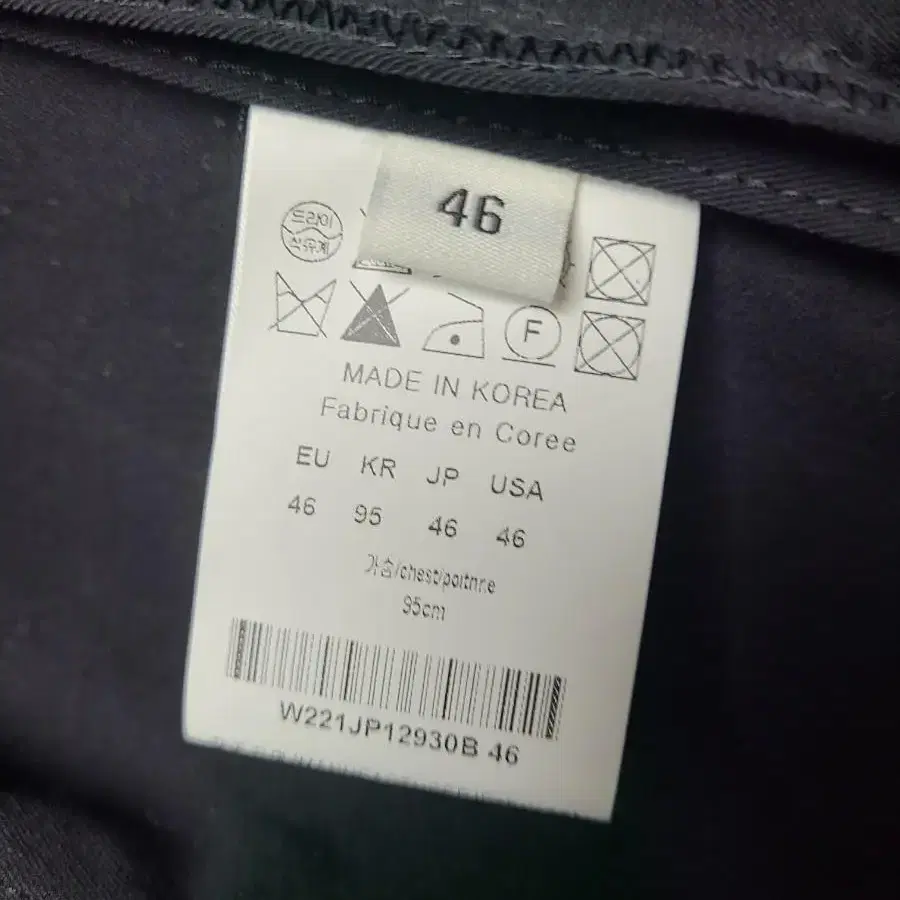 46
드라이
석유계
F
MADE IN KOREA
Fabrique en Coree
EU KR JP USA
46 95 46 46
가슴/chest/poitnr.e
95cm
W221JP12930B 46